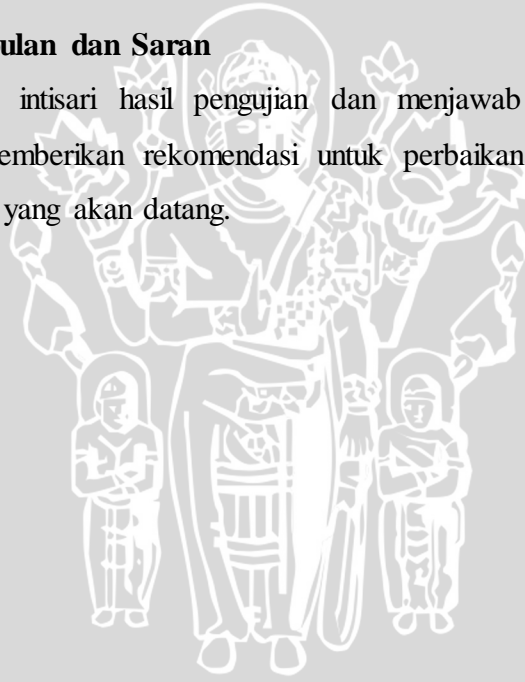 ulan dan Saran
intisari hasil pengujian dan menjawab
emberikan rekomendasi untuk perbaikan
yang akan datang.